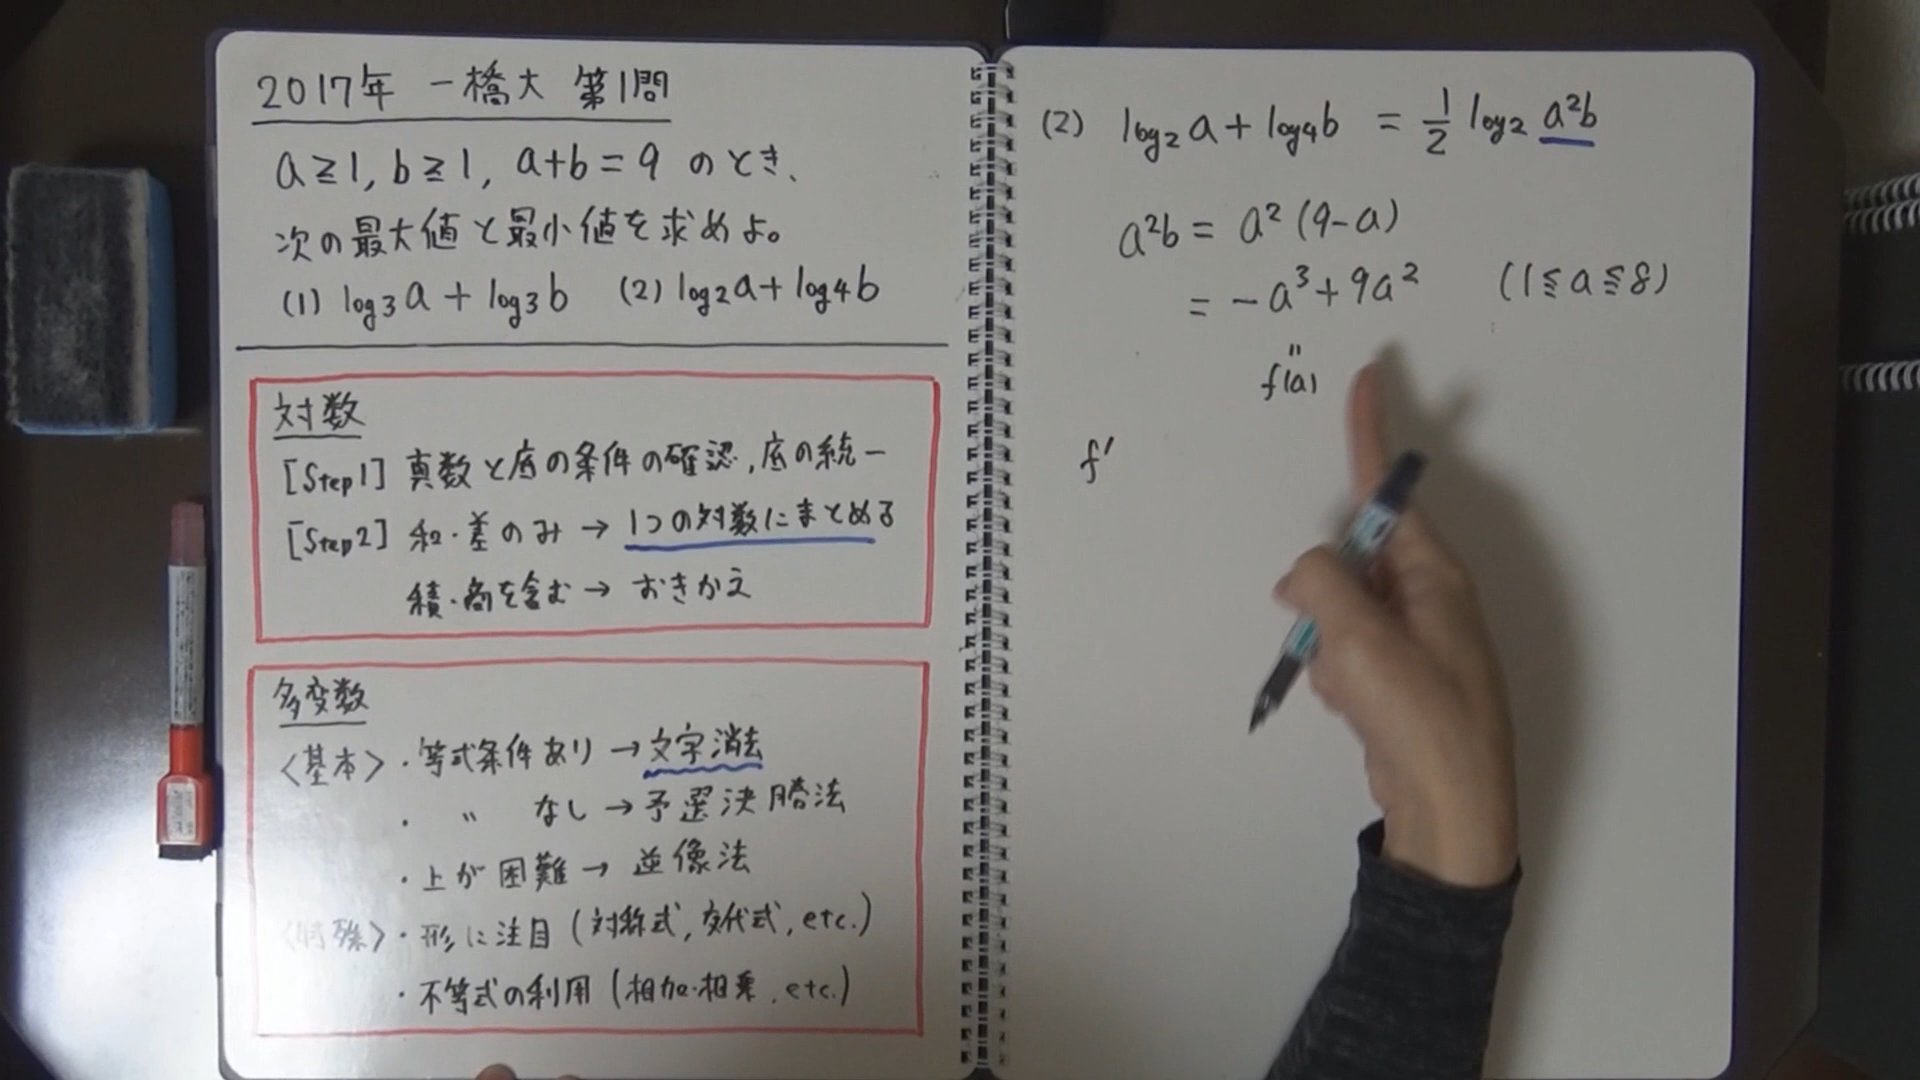 2017年 一橋大 第1問
a≧1, b≧1, a+b=9 のとき、
次の最大値と最小値を求めよ。
(1) log₃a + log₃b (2) log₂a + log₄b
対数
[Step1] 真数と底の条件の確認, 底の統一
[Step2] 和・差のみ → 1つの対数にまとめる
積・商を含む → おきかえ
多変数
〈基本〉・等式条件あり → 文字消去
・ 〃 なし → 予選決勝法
・上が困難 → 逆像法
〈特殊〉・形に注目 (対称式, 交代式, etc.)
・不等式の利用 (相加・相乗, etc.)
(2) log₂a + log₄b = 1/2 log₂ a²b
a²b = a²(9-a)
= -a³+9a² (1≦a≦8)
〃
f(a)
f'